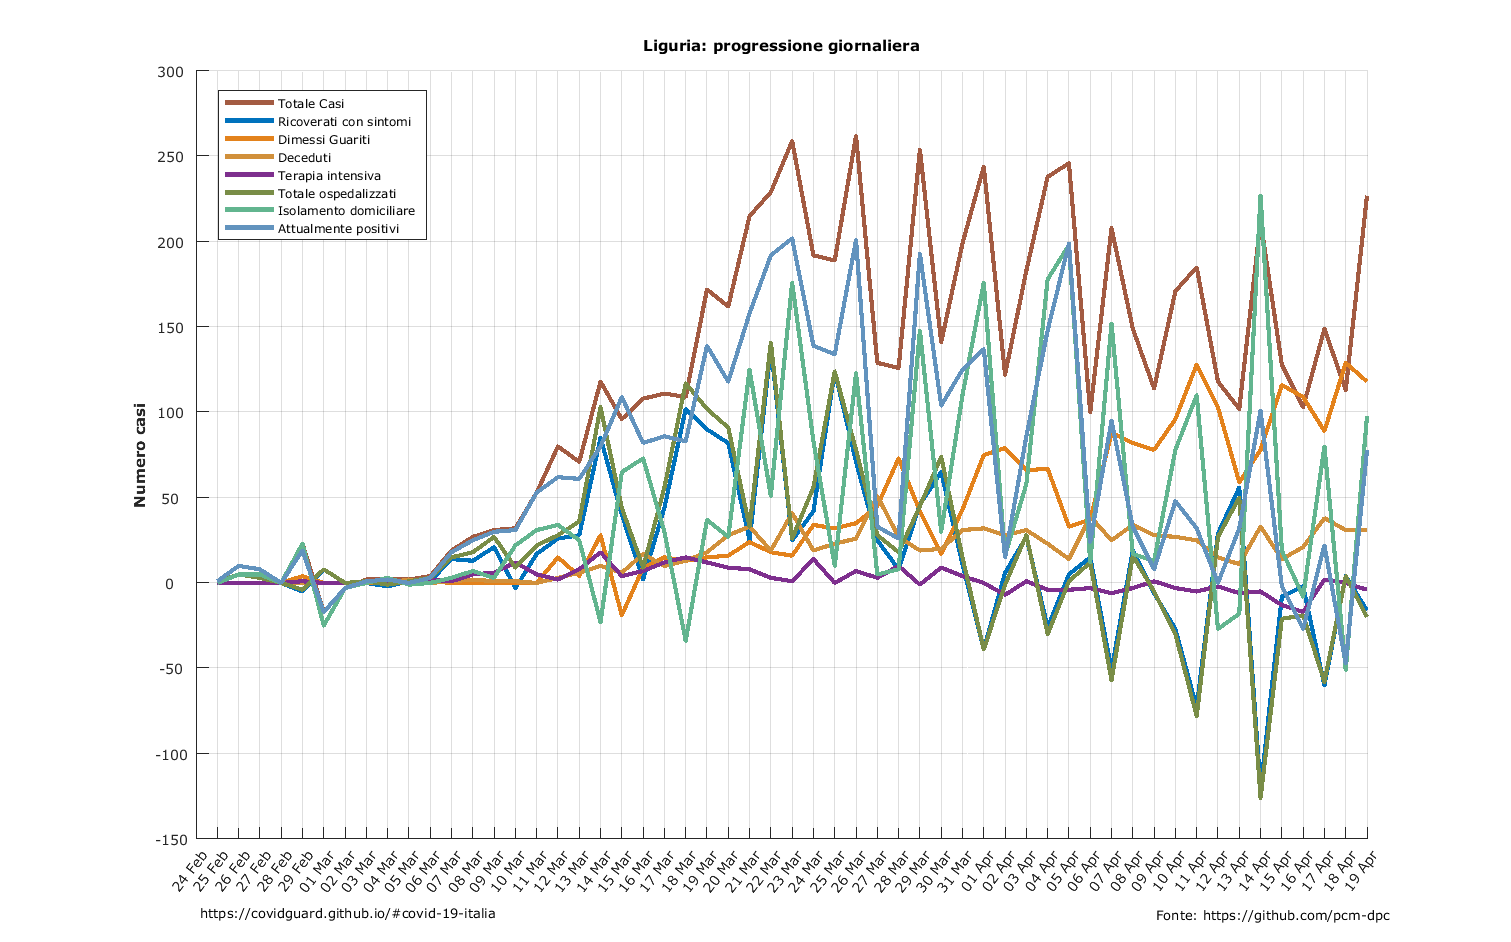 Liguria: progressione giornaliera
300
250
200
150
100
50
0
-50
-100
-150
Numero casi
Totale Casi
Ricoverati con sintomi
Dimessi Guariti
Deceduti
Terapia intensiva
Totale ospedalizzati
Isolamento domiciliare
Attualmente positivi
24 Feb
25 Feb
26 Feb
27 Feb
28 Feb
29 Feb
01 Mar
02 Mar
03 Mar
04 Mar
05 Mar
06 Mar
07 Mar
08 Mar
09 Mar
10 Mar
11 Mar
12 Mar
13 Mar
14 Mar
15 Mar
16 Mar
17 Mar
18 Mar
19 Mar
20 Mar
21 Mar
22 Mar
23 Mar
24 Mar
25 Mar
26 Mar
27 Mar
28 Mar
29 Mar
30 Mar
31 Mar
01 Apr
02 Apr
03 Apr
04 Apr
05 Apr
06 Apr
07 Apr
08 Apr
09 Apr
10 Apr
11 Apr
12 Apr
13 Apr
14 Apr
15 Apr
16 Apr
17 Apr
18 Apr
19 Apr
https://covidguard.github.io/#covid-19-italia
Fonte: https://github.com/pcm-dpc